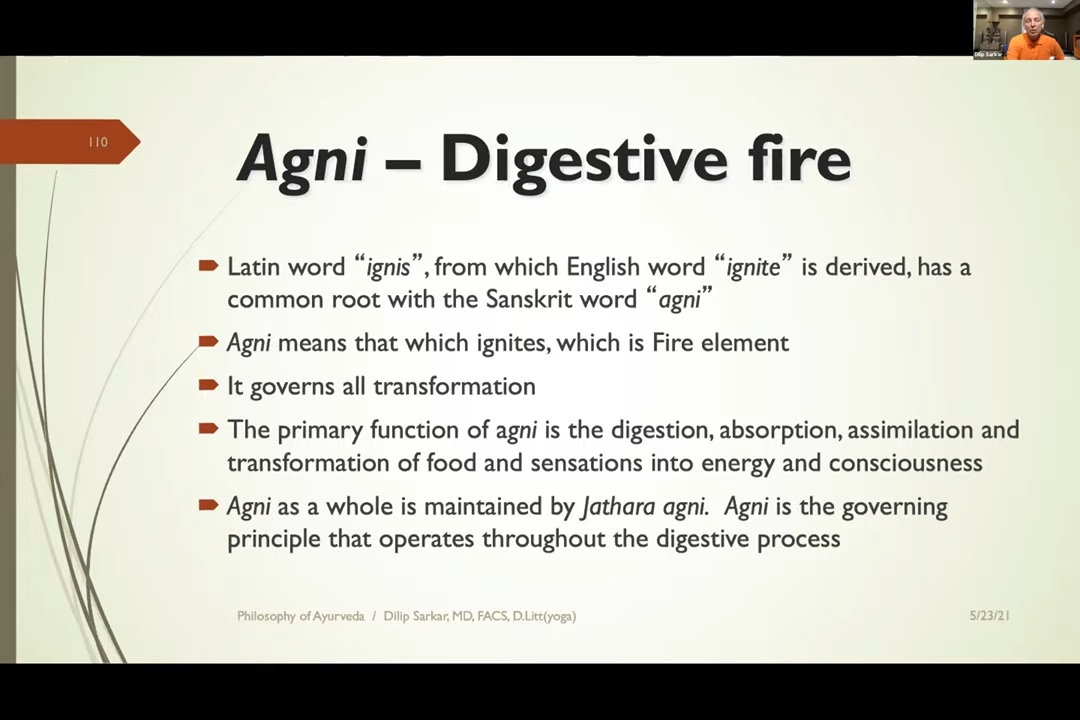 Dilip Sarkar
110
Agni – Digestive fire
Latin word “ignis”, from which English word “ignite” is derived, has a
common root with the Sanskrit word “agni”
Agni means that which ignites, which is Fire element
It governs all transformation
The primary function of agni is the digestion, absorption, assimilation and
transformation of food and sensations into energy and consciousness
Agni as a whole is maintained by Jathara agni.  Agni is the governing
principle that operates throughout the digestive process
Philosophy of Ayurveda  /  Dilip Sarkar, MD, FACS, D.Litt(yoga)
5/23/21